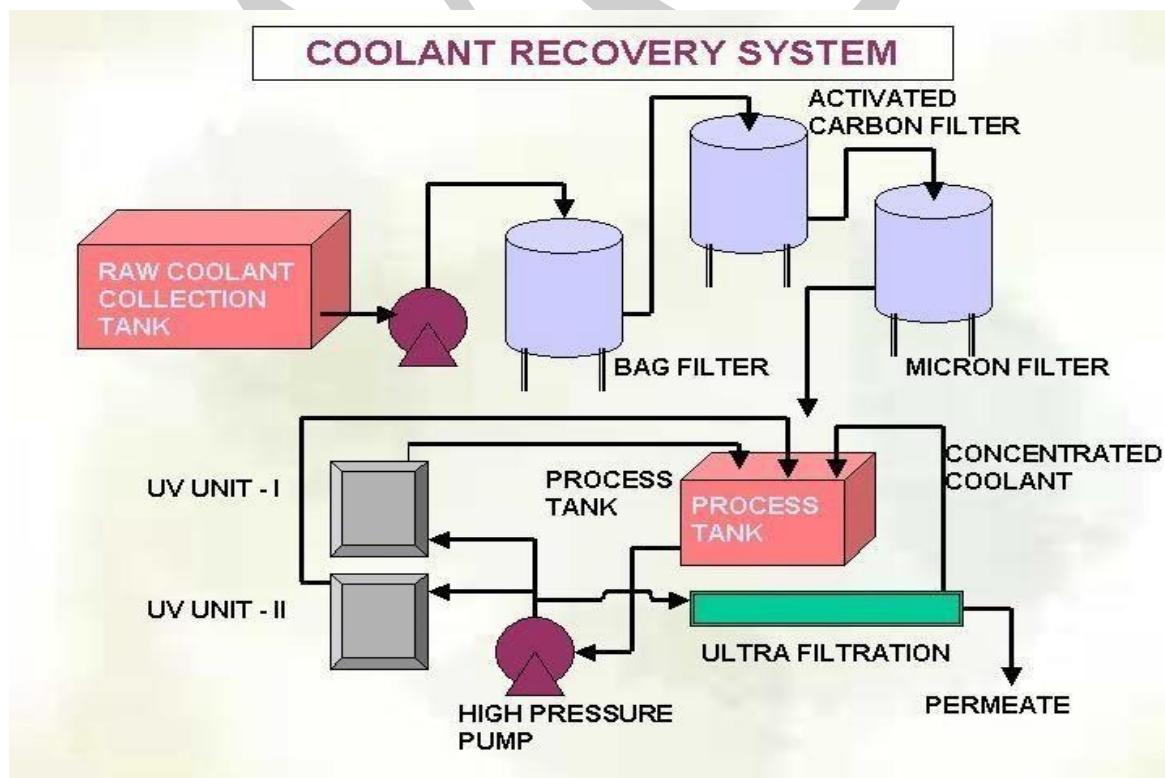 COOLANT RECOVERY SYSTEM
ACTIVATED
CARBON FILTER
RAW COOLANT
COLLECTION
TANK
BAG FILTER
MICRON FILTER
UV UNIT - I
PROCESS
TANK
PROCESS
TANK
CONCENTRATED
COOLANT
UV UNIT - II
ULTRA FILTRATION
HIGH PRESSURE
PUMP
PERMEATE